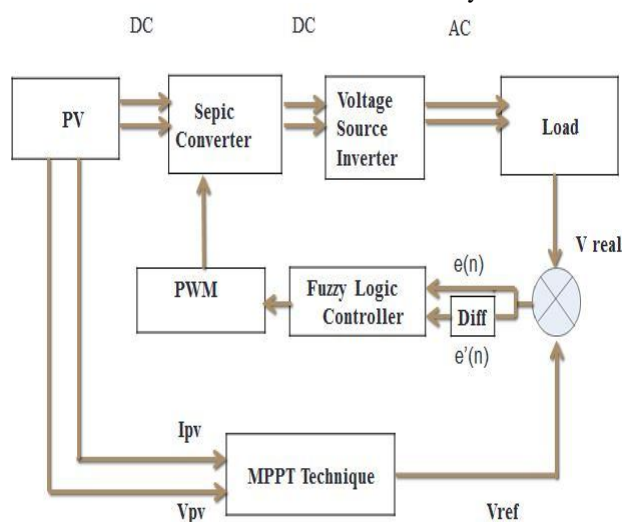 DC DC AC
PV
Sepic
Converter
Voltage
Source
Inverter
Load
V real
PWM
Fuzzy Logic
Controller
e(n)
Diff
e'(n)
Ipv
MPPT Technique
Vpv
Vref